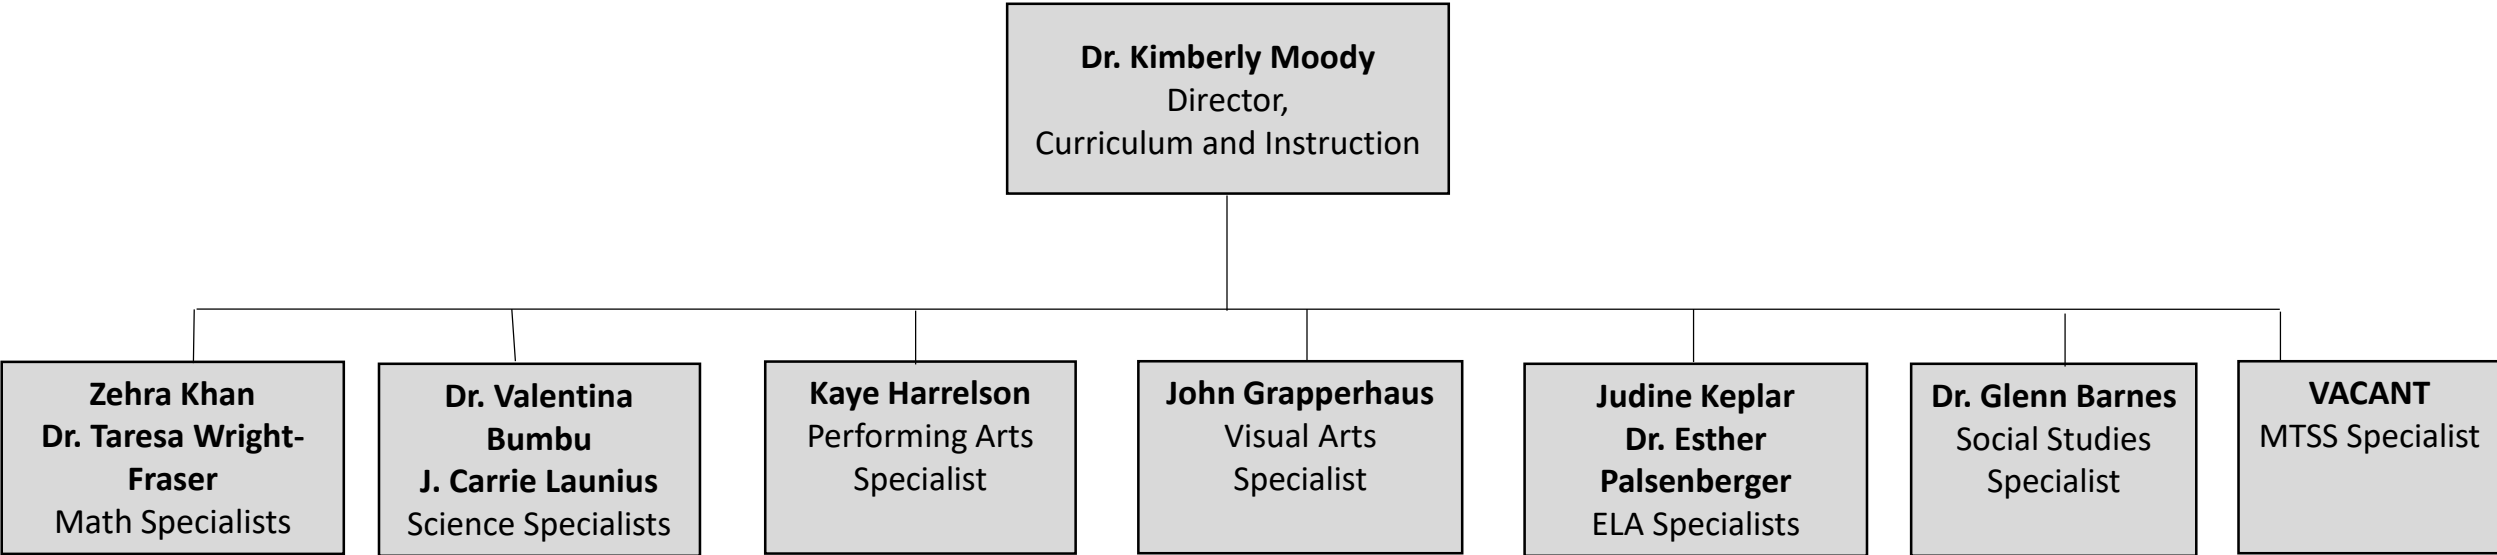 Dr. Kimberly Moody
Director,
Curriculum and Instruction
Zehra Khan
Dr. Taresa Wright-
Fraser
Math Specialists
Dr. Valentina
Bumbu
J. Carrie Launius
Science Specialists
Kaye Harrelson
Performing Arts
Specialist
John Grapperhaus
Visual Arts
Specialist
Judine Keplar
Dr. Esther
Palsenberger
ELA Specialists
Dr. Glenn Barnes
Social Studies
Specialist
VACANT
MTSS Specialist